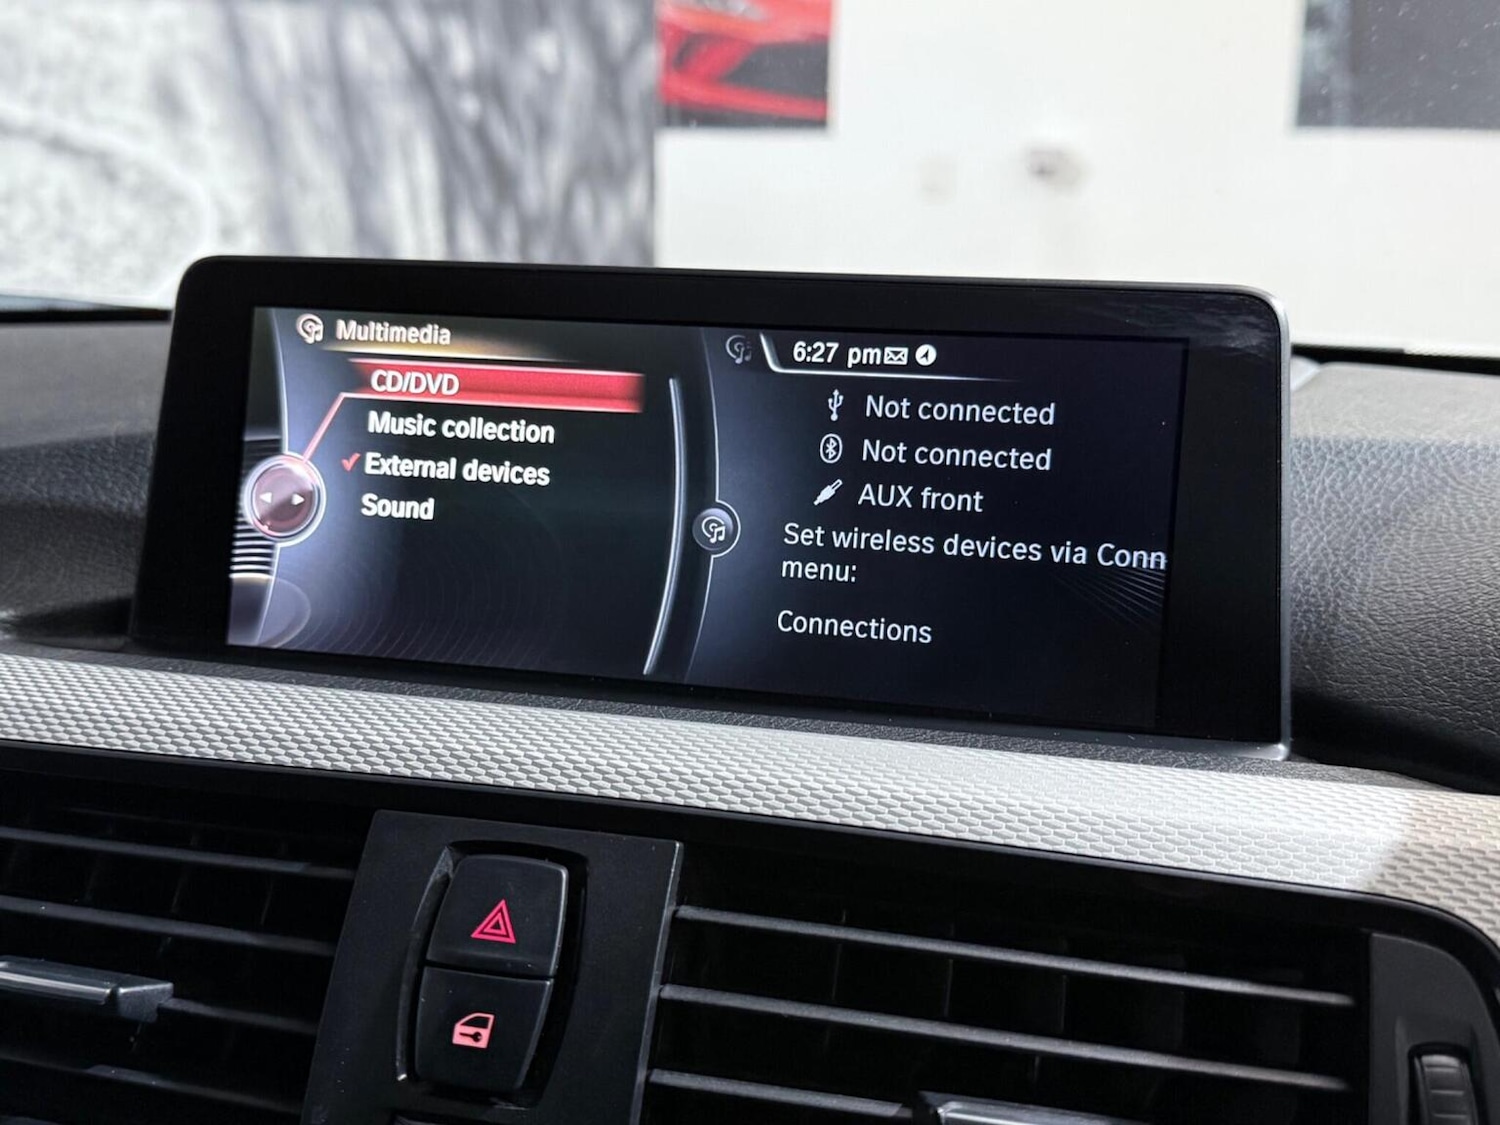 Multimedia
CD/DVD
Music collection
External devices
Sound
6:27 pm
Not connected
Not connected
AUX front
Set wireless devices via Conn
menu:
Connections